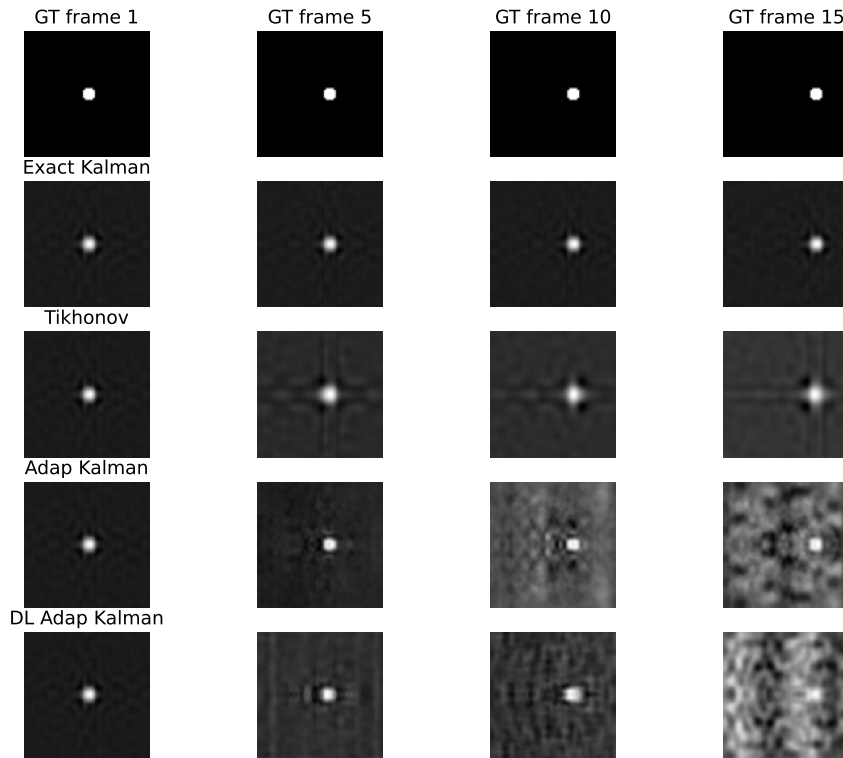 GT frame 1
GT frame 5
GT frame 10
GT frame 15
Exact Kalman
Tikhonov
Adap Kalman
DL Adap Kalman